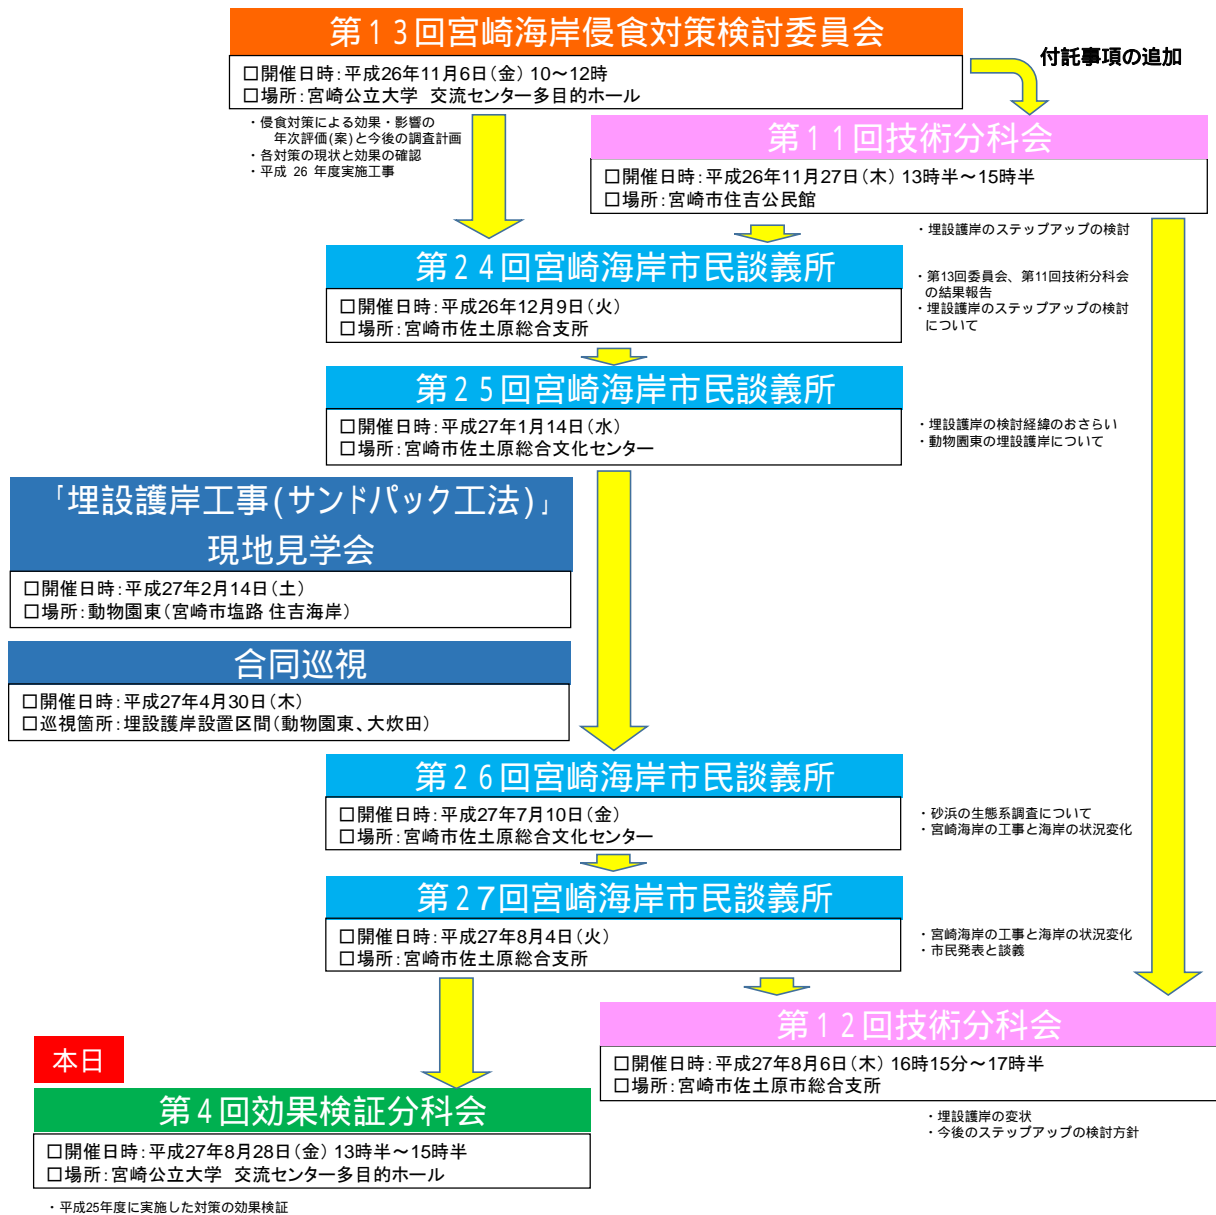 第13回宮崎海岸侵食対策検討委員会
□開催日時:平成26年11月6日(金) 10～12時
□場所:宮崎公立大学 交流センター多目的ホール
付託事項の追加
・侵食対策による効果・影響の
年次評価(案)と今後の調査計画
・各対策の現状と効果の確認
・平成 26 年度実施工事
第11回技術分科会
□開催日時:平成26年11月27日(木) 13時半～15時半
□場所:宮崎市住吉公民館
・埋設護岸のステップアップの検討
第24回宮崎海岸市民談義所
□開催日時:平成26年12月9日(火)
□場所:宮崎市佐土原総合支所
・第13回委員会、第11回技術分科会
の結果報告
・埋設護岸のステップアップの検討
について
第25回宮崎海岸市民談義所
□開催日時:平成27年1月14日(水)
□場所:宮崎市佐土原総合文化センター
・埋設護岸の検討経緯のおさらい
・動物園東の埋設護岸について
「埋設護岸工事(サンドパック工法)」
現地見学会
□開催日時:平成27年2月14日(土)
□場所:動物園東(宮崎市塩路 住吉海岸)
合同巡視
□開催日時:平成27年4月30日(木)
□巡視箇所:埋設護岸設置区間(動物園東、大炊田)
第26回宮崎海岸市民談義所
□開催日時:平成27年7月10日(金)
□場所:宮崎市佐土原総合文化センター
・砂浜の生態系調査について
・宮崎海岸の工事と海岸の状況変化
第27回宮崎海岸市民談義所
□開催日時:平成27年8月4日(火)
□場所:宮崎市佐土原総合支所
・宮崎海岸の工事と海岸の状況変化
・市民発表と談義
第12回技術分科会
□開催日時:平成27年8月6日(木) 16時15分～17時半
□場所:宮崎市佐土原市総合支所
・埋設護岸の変状
・今後のステップアップの検討方針
本日
第4回効果検証分科会
□開催日時:平成27年8月28日(金) 13時半～15時半
□場所:宮崎公立大学 交流センター多目的ホール
・平成25年度に実施した対策の効果検証